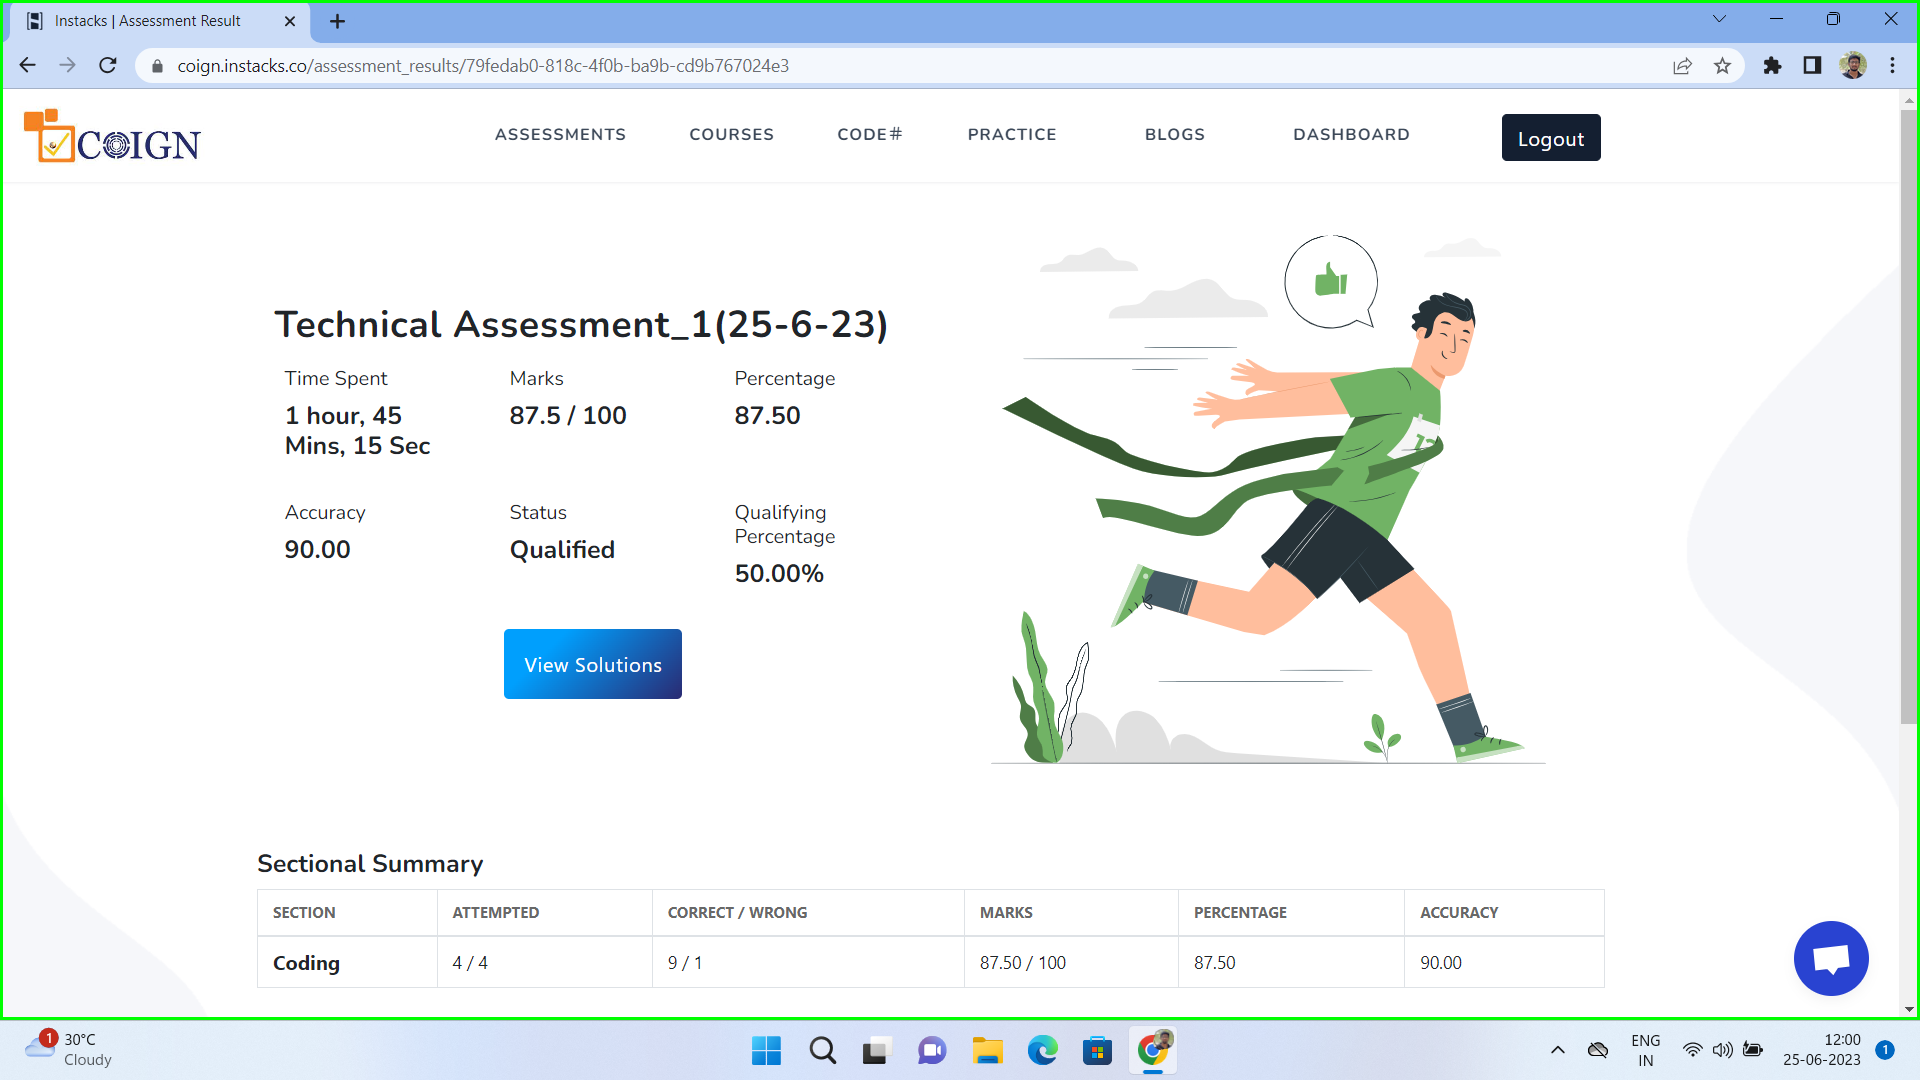 Instacks | Assessment Result
coign.instacks.co/assessment_results/79fedab0-818c-4f0b-ba9b-cd9b767024e3
COIGN
ASSESSMENTS COURSES CODE# PRACTICE BLOGS DASHBOARD Logout
Technical Assessment_1(25-6-23)
Time Spent Marks Percentage
1 hour, 45 87.5 / 100 87.50
Mins, 15 Sec
Accuracy Status Qualifying
Percentage
90.00 Qualified
50.00%
View Solutions
Sectional Summary
SECTION ATTEMPTED CORRECT / WRONG MARKS PERCENTAGE ACCURACY
Coding 4 / 4 9 / 1 87.50 / 100 87.50 90.00
1 30°C ENG 12:00
Cloudy IN 25-06-2023 1